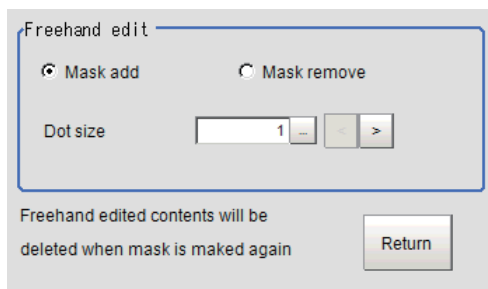 Freehand edit
Mask add Mask remove
Dot size 1 ... < >
Freehand edited contents will be
deleted when mask is maked again
Return